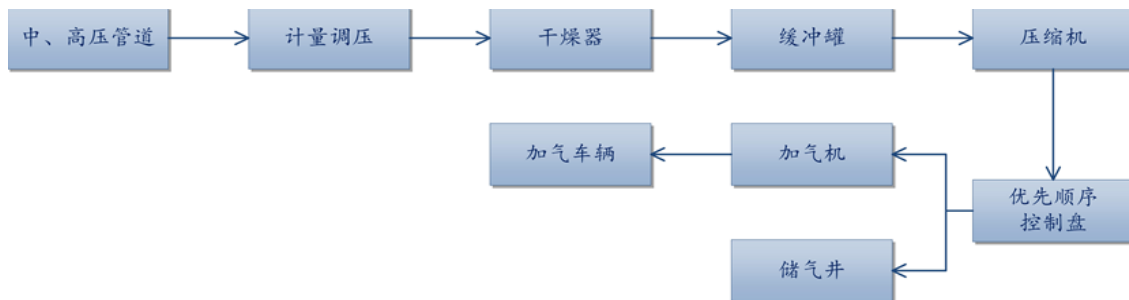 中、高压管道
计量调压
干燥器
缓冲罐
压缩机
加气车辆
加气机
优先顺序
控制盘
储气井